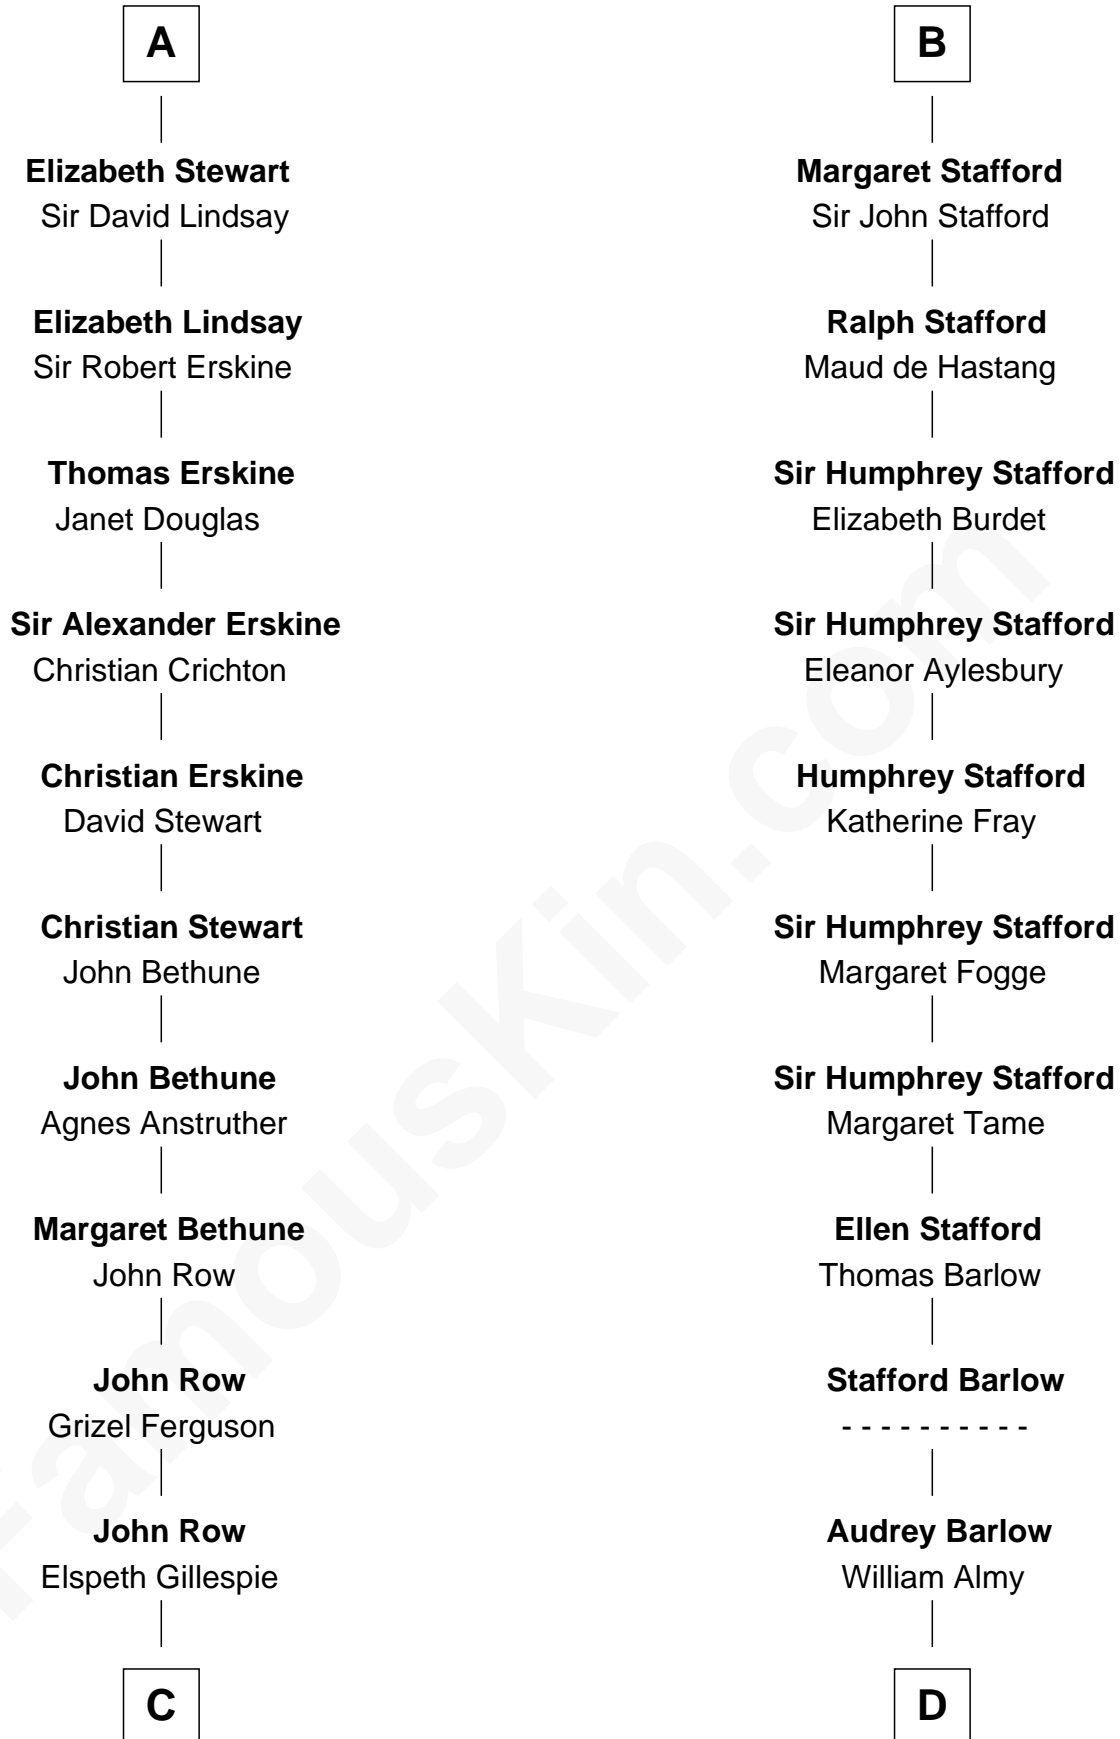 A
Elizabeth Stewart
Sir David Lindsay
Elizabeth Lindsay
Sir Robert Erskine
Thomas Erskine
Janet Douglas
Sir Alexander Erskine
Christian Crichton
Christian Erskine
David Stewart
Christian Stewart
John Bethune
John Bethune
Agnes Anstruther
Margaret Bethune
John Row
John Row
Grizel Ferguson
John Row
Elspeth Gillespie
C
B
Margaret Stafford
Sir John Stafford
Ralph Stafford
Maud de Hastang
Sir Humphrey Stafford
Elizabeth Burdet
Sir Humphrey Stafford
Eleanor Aylesbury
Humphrey Stafford
Katherine Fray
Sir Humphrey Stafford
Margaret Fogge
Sir Humphrey Stafford
Margaret Tame
Ellen Stafford
Thomas Barlow
Stafford Barlow
- - - - - - - - - -
Audrey Barlow
William Almy
D
FamousKin.com